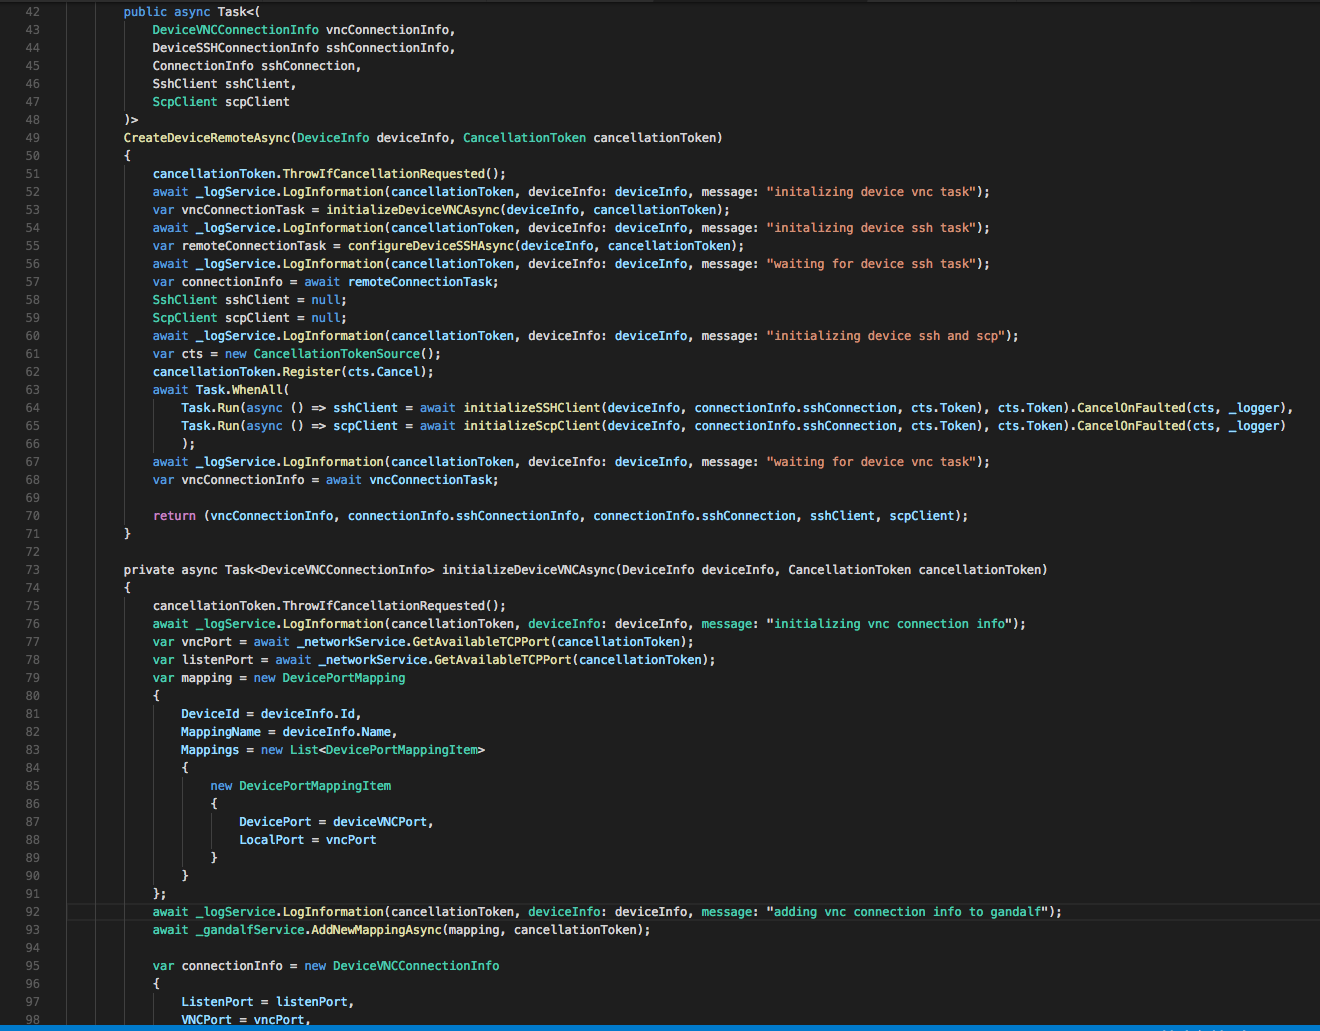 42 public async Task<(
43 DeviceVNCConnectionInfo vncConnectionInfo,
44 DeviceSSHConnectionInfo sshConnectionInfo,
45 ConnectionInfo sshConnection,
46 SshClient sshClient,
47 ScpClient scpClient
48 )>
49 CreateDeviceRemoteAsync(DeviceInfo deviceInfo, CancellationToken cancellationToken)
50 {
51 cancellationToken.ThrowIfCancellationRequested();
52 await _logService.LogInformation(cancellationToken, deviceInfo: deviceInfo, message: "initalizing device vnc task");
53 var vncConnectionTask = initializeDeviceVNCAsync(deviceInfo, cancellationToken);
54 await _logService.LogInformation(cancellationToken, deviceInfo: deviceInfo, message: "initalizing device ssh task");
55 var remoteConnectionTask = configureDeviceSSHAsync(deviceInfo, cancellationToken);
56 await _logService.LogInformation(cancellationToken, deviceInfo: deviceInfo, message: "waiting for device ssh task");
57 var connectionInfo = await remoteConnectionTask;
58 SshClient sshClient = null;
59 ScpClient scpClient = null;
60 await _logService.LogInformation(cancellationToken, deviceInfo: deviceInfo, message: "initializing device ssh and scp");
61 var cts = new CancellationTokenSource();
62 cancellationToken.Register(cts.Cancel);
63 await Task.WhenAll(
64 Task.Run(async () => sshClient = await initializeSSHClient(deviceInfo, connectionInfo.sshConnection, cts.Token), cts.Token).CancelOnFaulted(cts, _logger),
65 Task.Run(async () => scpClient = await initializeScpClient(deviceInfo, connectionInfo.sshConnection, cts.Token), cts.Token).CancelOnFaulted(cts, _logger)
66 );
67 await _logService.LogInformation(cancellationToken, deviceInfo: deviceInfo, message: "waiting for device vnc task");
68 var vncConnectionInfo = await vncConnectionTask;
69
70 return (vncConnectionInfo, connectionInfo.sshConnectionInfo, connectionInfo.sshConnection, sshClient, scpClient);
71 }
72
73 private async Task<DeviceVNCConnectionInfo> initializeDeviceVNCAsync(DeviceInfo deviceInfo, CancellationToken cancellationToken)
74 {
75 cancellationToken.ThrowIfCancellationRequested();
76 await _logService.LogInformation(cancellationToken, deviceInfo: deviceInfo, message: "initializing vnc connection info");
77 var vncPort = await _networkService.GetAvailableTCPPort(cancellationToken);
78 var listenPort = await _networkService.GetAvailableTCPPort(cancellationToken);
79 var mapping = new DevicePortMapping
80 {
81 DeviceId = deviceInfo.Id,
82 MappingName = deviceInfo.Name,
83 Mappings = new List<DevicePortMappingItem>
84 {
85 new DevicePortMappingItem
86 {
87 DevicePort = deviceVNCPort,
88 LocalPort = vncPort
89 }
90 }
91 };
92 await _logService.LogInformation(cancellationToken, deviceInfo: deviceInfo, message: "adding vnc connection info to gandalf");
93 await _gandalfService.AddNewMappingAsync(mapping, cancellationToken);
94
95 var connectionInfo = new DeviceVNCConnectionInfo
96 {
97 ListenPort = listenPort,
98 VNCPort = vncPort,